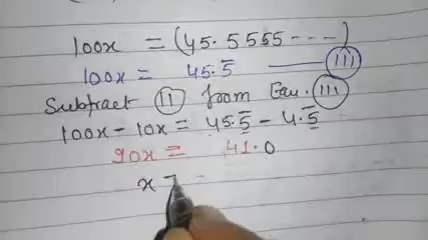 100x = (45.5555---)
100x = 45.5̅ —— (III)
Subtract (II) from Equ. (III)
100x - 10x = 45.5̅ - 4.5̅
90x = 41.0
x =